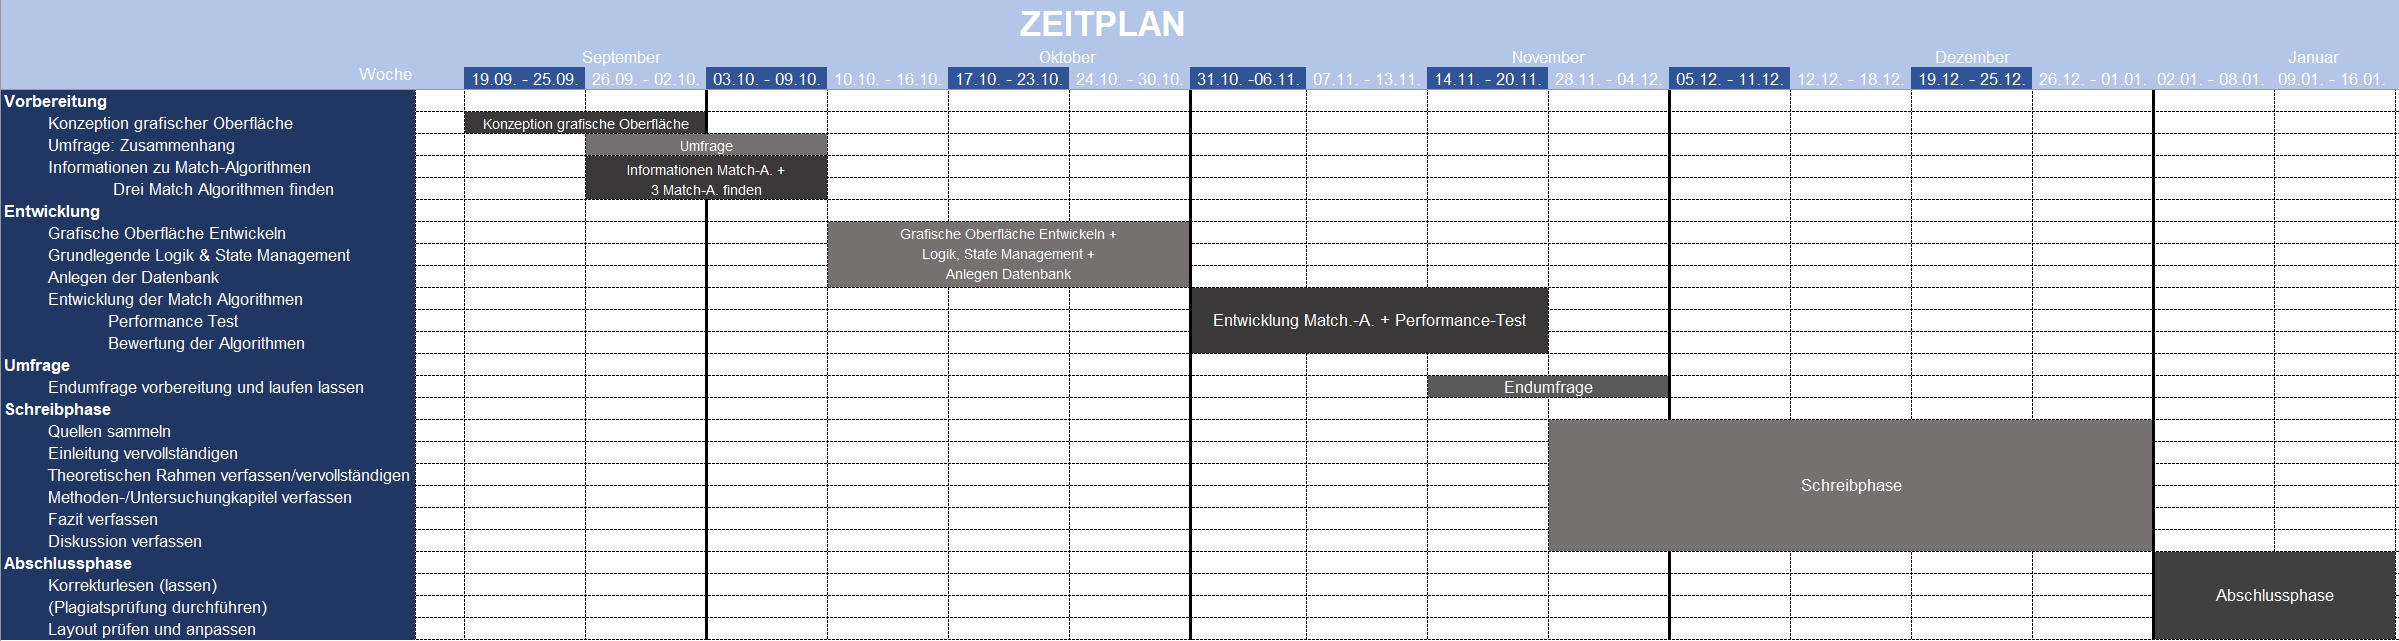 ZEITPLAN
September Oktober November Dezember Januar
Woche 19.09. - 25.09. 26.09. - 02.10. 03.10. - 09.10. 10.10. - 16.10. 17.10. - 23.10. 24.10. - 30.10. 31.10. -06.11. 07.11. - 13.11. 14.11. - 20.11. 28.11. - 04.12. 05.12. - 11.12. 12.12. - 18.12. 19.12. - 25.12. 26.12. - 01.01. 02.01. - 08.01. 09.01. - 16.01.
Vorbereitung
Konzeption grafischer Oberfläche Konzeption grafische Oberfläche
Umfrage: Zusammenhang Umfrage
Informationen zu Match-Algorithmen Informationen Match-A. +
Drei Match Algorithmen finden 3 Match-A. finden
Entwicklung
Grafische Oberfläche Entwickeln Grafische Oberfläche Entwickeln +
Grundlegende Logik & State Management Logik, State Management +
Anlegen der Datenbank Anlegen Datenbank
Entwicklung der Match Algorithmen
Performance Test Entwicklung Match.-A. + Performance-Test
Bewertung der Algorithmen
Umfrage
Endumfrage vorbereitung und laufen lassen Endumfrage
Schreibphase
Quellen sammeln
Einleitung vervollständigen
Theoretischen Rahmen verfassen/vervollständigen Schreibphase
Methoden-/Untersuchungkapitel verfassen
Fazit verfassen
Diskussion verfassen
Abschlussphase
Korrekturlesen (lassen) Abschlussphase
(Plagiatsprüfung durchführen)
Layout prüfen und anpassen